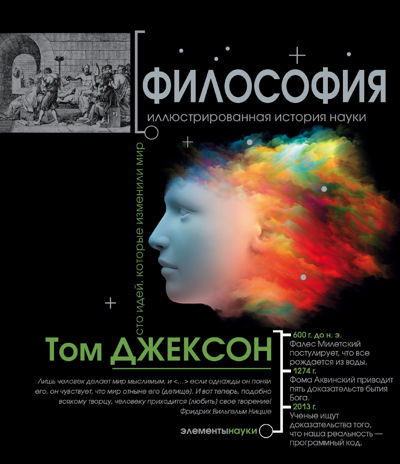 ФИЛОСОФИЯ
иллюстрированная история науки
сто идей, которые изменили мир
Том ДЖЕКСОН
Лишь человек делает мир мыслимым, и <...> если однажды он понял
его, он чувствует, что мир отныне его (детище). И вот теперь, подобно
всякому творцу, человеку приходится (любить) свое творение!
Фридрих Вильгельм Ницше
элементынауки
600 г. до н. э.
Фалес Милетский
постулирует, что все
рождается из воды.
1274 г.
Фома Аквинский приводит
пять доказательств бытия
Бога.
2013 г.
Ученые ищут
доказательства того,
что наша реальность —
программный код.